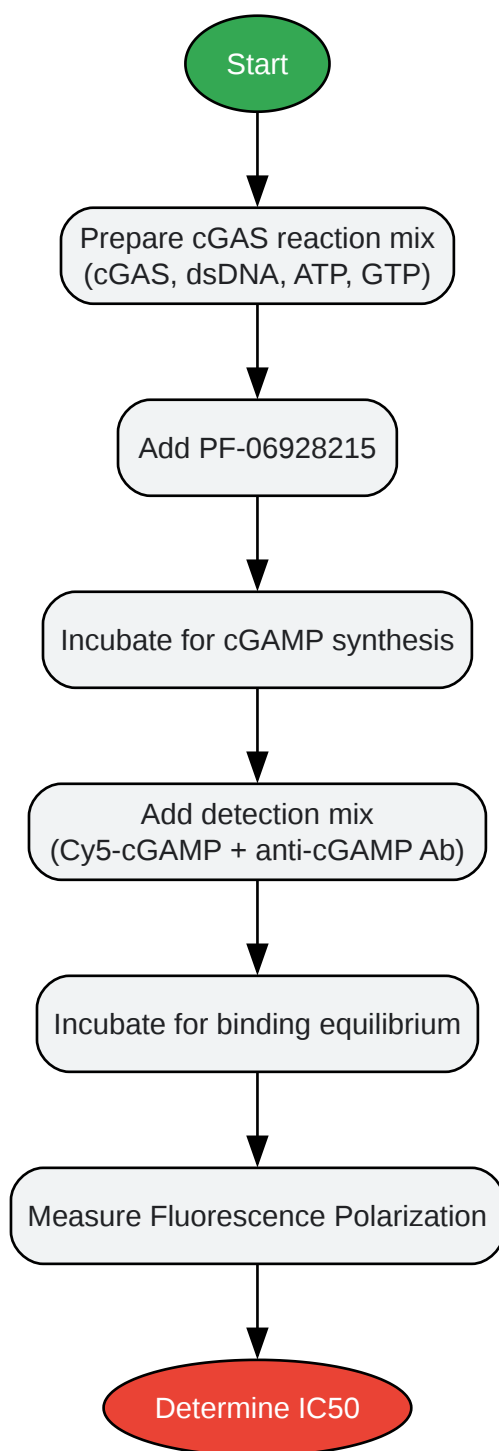 Start
Prepare cGAS reaction mix
(cGAS, dsDNA, ATP, GTP)
Add PF-06928215
Incubate for cGAMP synthesis
Add detection mix
(Cy5-cGAMP + anti-cGAMP Ab)
Incubate for binding equilibrium
Measure Fluorescence Polarization
Determine IC50